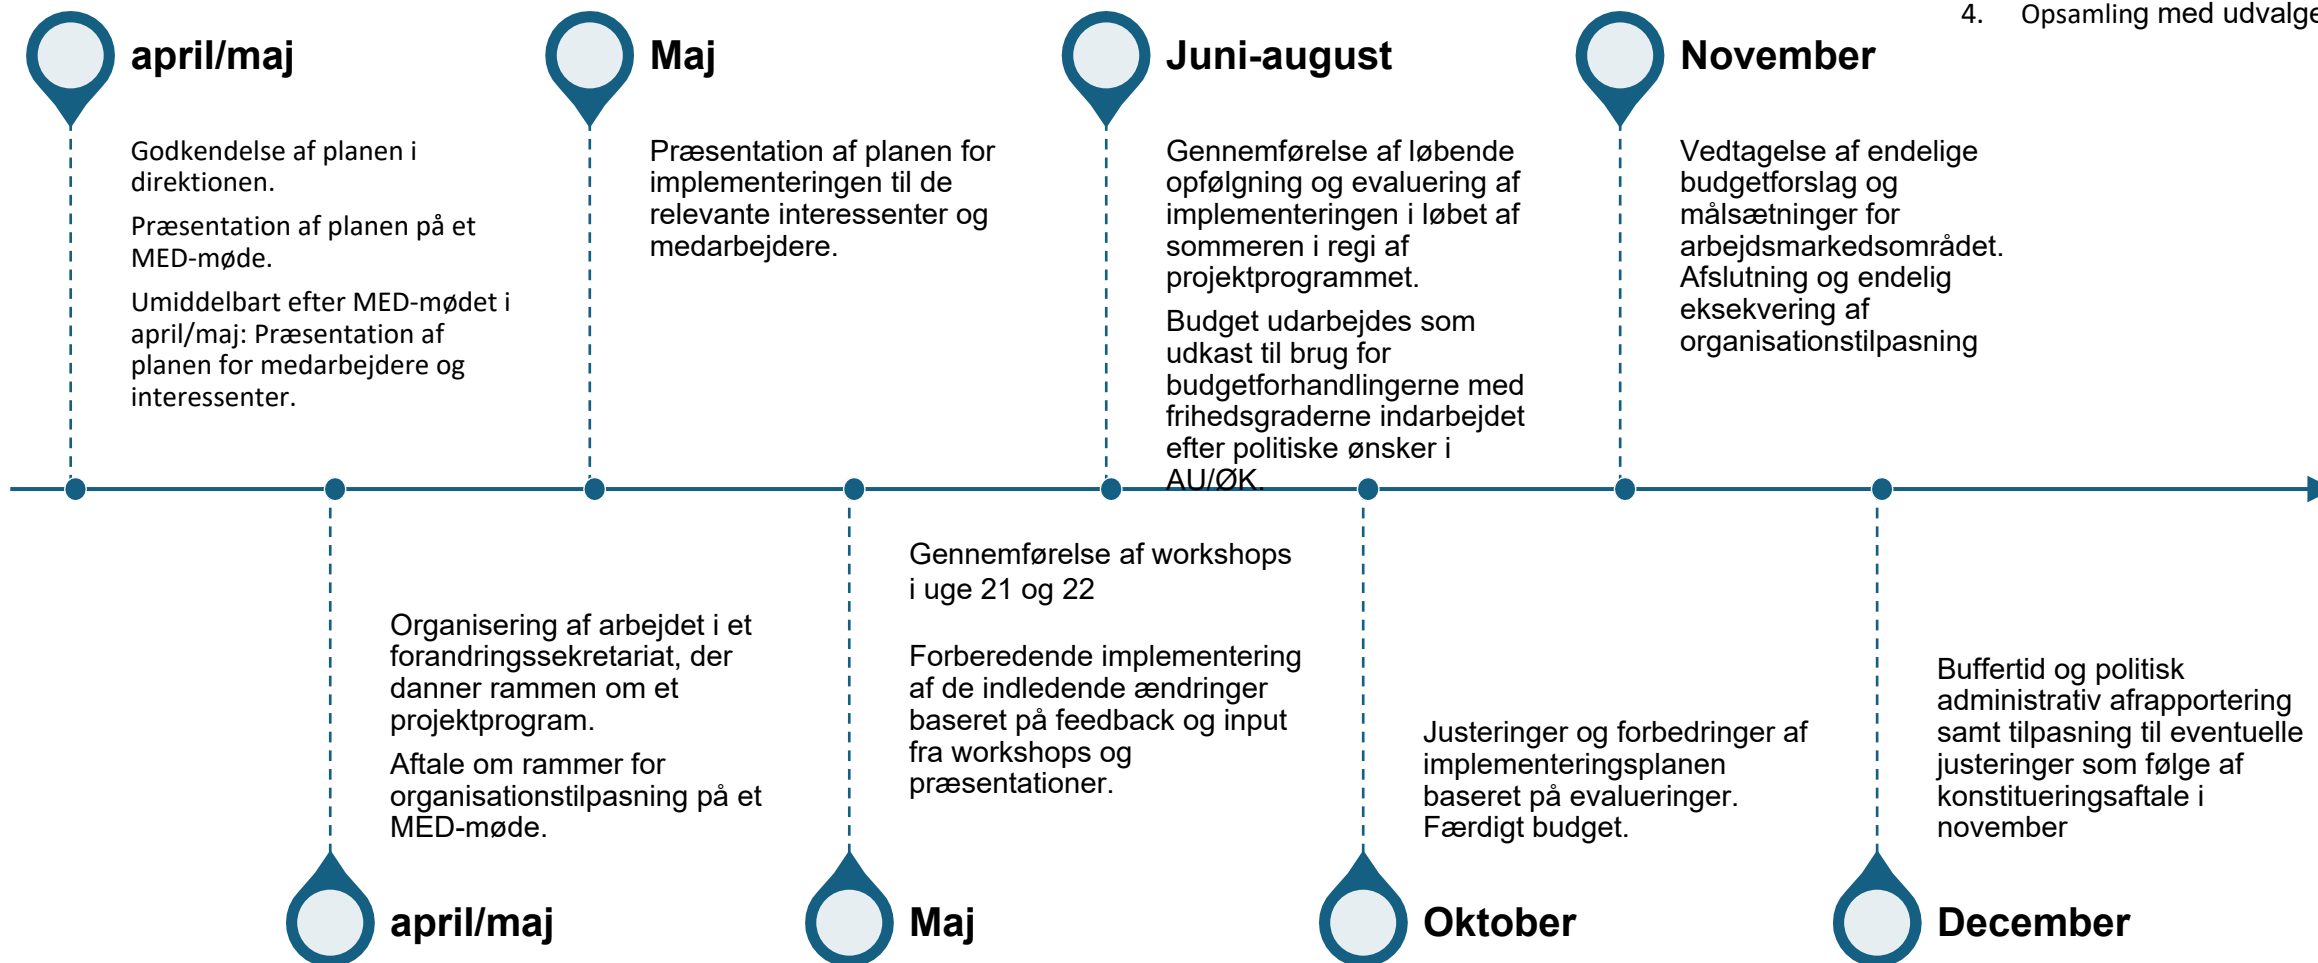 4. Opsamling med udvalge
april/maj
Godkendelse af planen i
direktionen.
Præsentation af planen på et
MED-møde.
Umiddelbart efter MED-mødet i
april/maj: Præsentation af
planen for medarbejdere og
interessenter.
Maj
Præsentation af planen for
implementeringen til de
relevante interessenter og
medarbejdere.
Juni-august
Gennemførelse af løbende
opfølgning og evaluering af
implementeringen i løbet af
sommeren i regi af
projektprogrammet.
Budget udarbejdes som
udkast til brug for
budgetforhandlingerne med
frihedsgraderne indarbejdet
efter politiske ønsker i
AU/ØK.
November
Vedtagelse af endelige
budgetforslag og
målsætninger for
arbejdsmarkedsområdet.
Afslutning og endelig
eksekvering af
organisationstilpasning
Organisering af arbejdet i et
forandringssekretariat, der
danner rammen om et
projektprogram.
Aftale om rammer for
organisationstilpasning på et
MED-møde.
april/maj
Gennemførelse af workshops
i uge 21 og 22
Forberedende implementering
af de indledende ændringer
baseret på feedback og input
fra workshops og
præsentationer.
Maj
Justeringer og forbedringer af
implementeringsplanen
baseret på evalueringer.
Færdigt budget.
Oktober
Buffertid og politisk
administrativ afrapportering
samt tilpasning til eventuelle
justeringer som følge af
konstitueringsaftale i
november
December